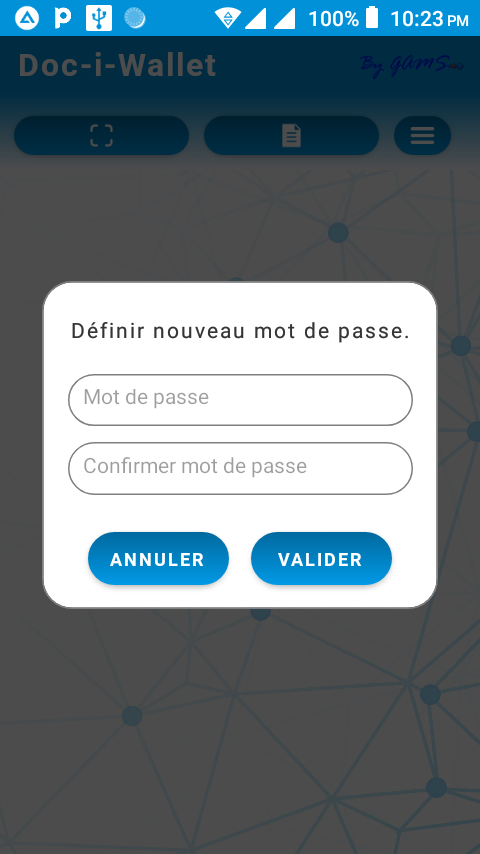 100% 10:23 PM
Doc-i-Wallet
By GAMS
Définir nouveau mot de passe.
Mot de passe
Confirmer mot de passe
ANNULER VALIDER